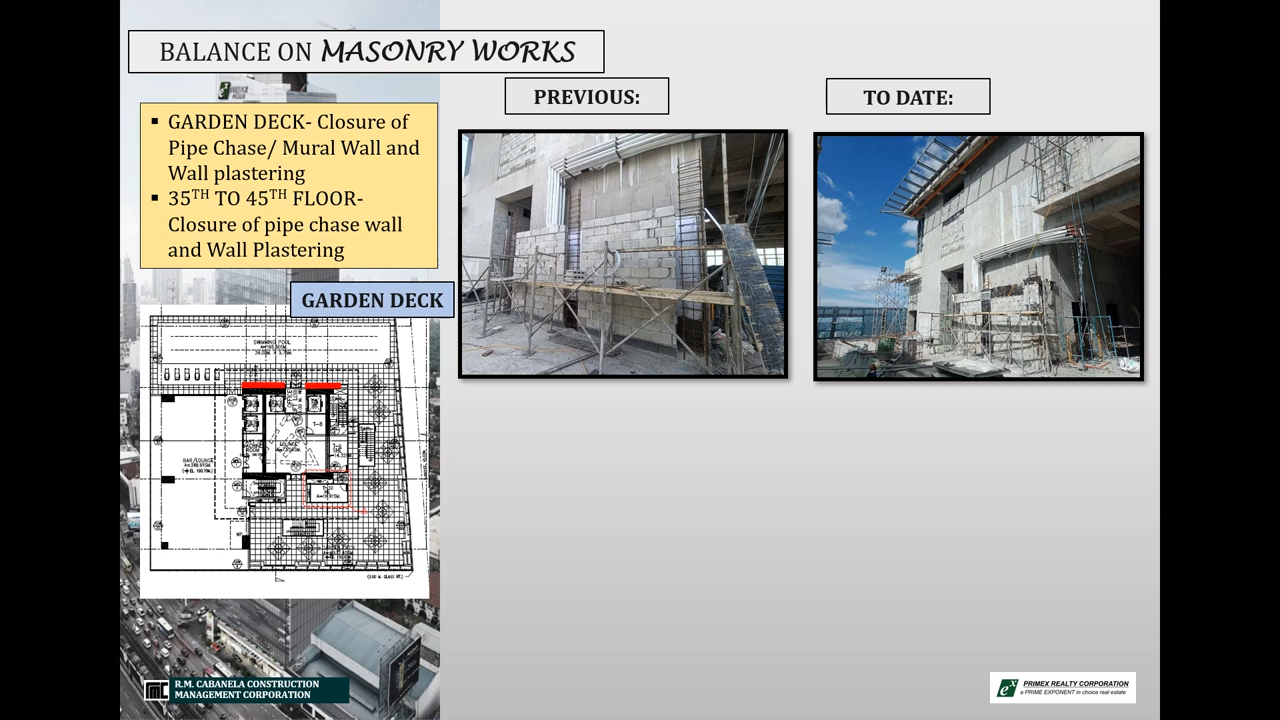 BALANCE ON MASONRY WORKS
PREVIOUS:
TO DATE:
▪ GARDEN DECK- Closure of
Pipe Chase/ Mural Wall and
Wall plastering
▪ 35TH TO 45TH FLOOR-
Closure of pipe chase wall
and Wall Plastering
GARDEN DECK
SWIMMING POOL
BAR/LOUNGE
LOUNGE
T-8
R.M. CABANELA CONSTRUCTION
MANAGEMENT CORPORATION
PRIMEX REALTY CORPORATION
a PRIME EXPONENT in choice real estate